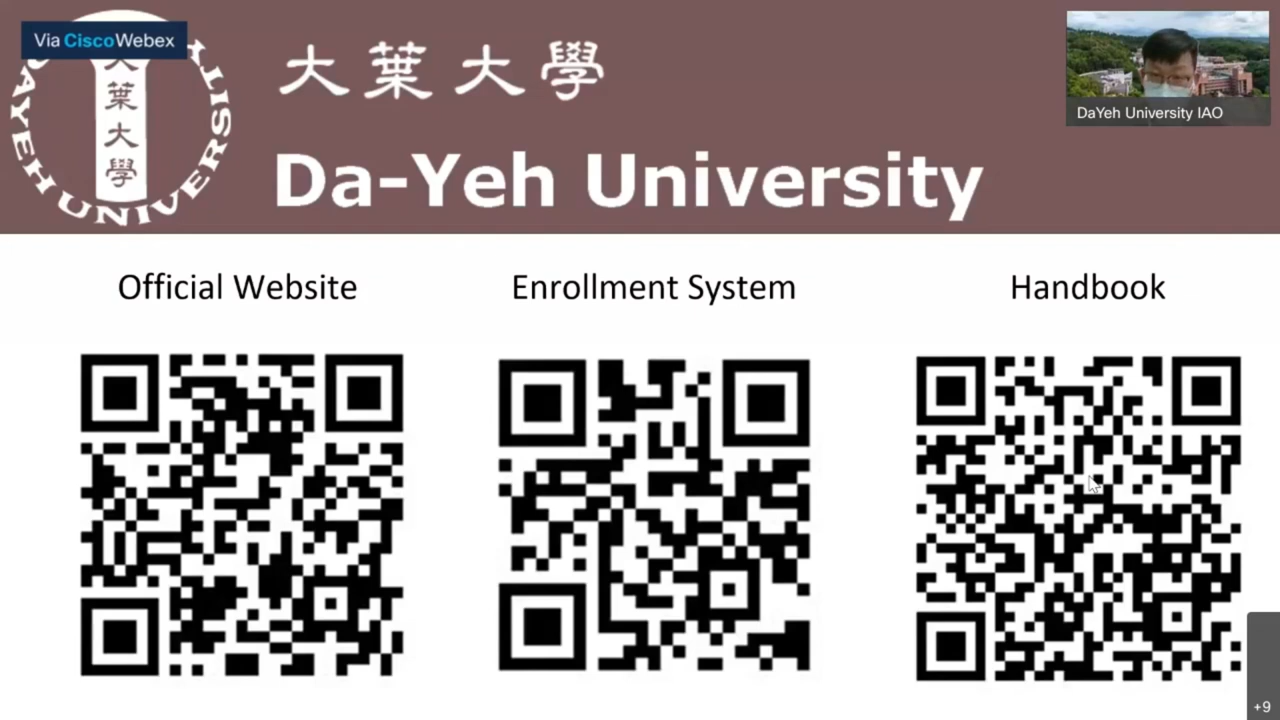 Via CiscoWebex
大葉大學
DAYEH UNIVERSITY
大葉大學
Da-Yeh University
DaYeh University IAO
Official Website
Enrollment System
Handbook
+9